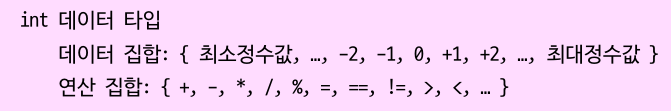 int 데이터 타입
데이터 집합: { 최소정수값, …, -2, -1, 0, +1, +2, …, 최대정수값 }
연산 집합: { +, -, *, /, %, =, ==, !=, >, <, … }